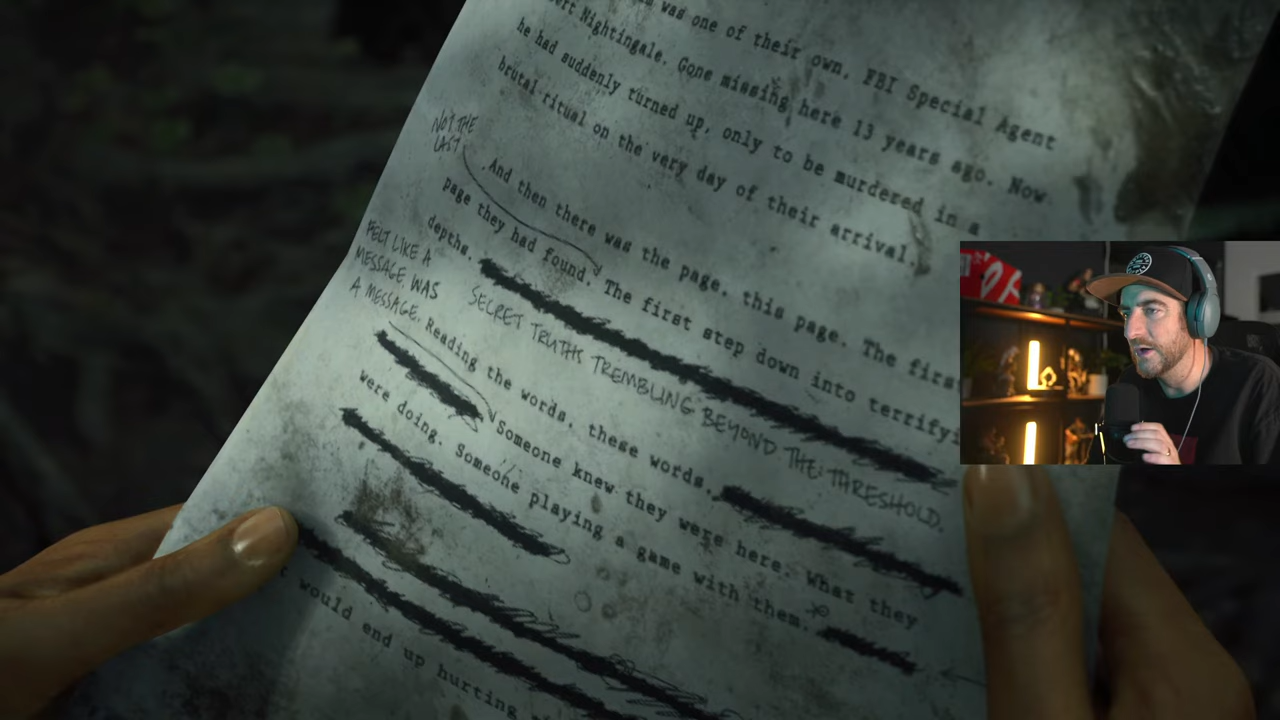 was one of their own, FBI Special Agent
Nightingale. Gone missing here 13 years ago. Now
he had suddenly turned up, only to be murdered in a
brutal ritual on the very day of their arrival.
NOT THE
LAST
And then there was the page, this page. The first
page they had found. The first step down into
depths.
FELT LIKE A
MESSAGE. WAS
A MESSAGE.
SECRET TRUTHS TREMBLING BEYOND THE THRESHOLD.
Reading the words, these words.
Someone knew they were here. What they
were doing. Someone playing a game with them.
would end up hurting